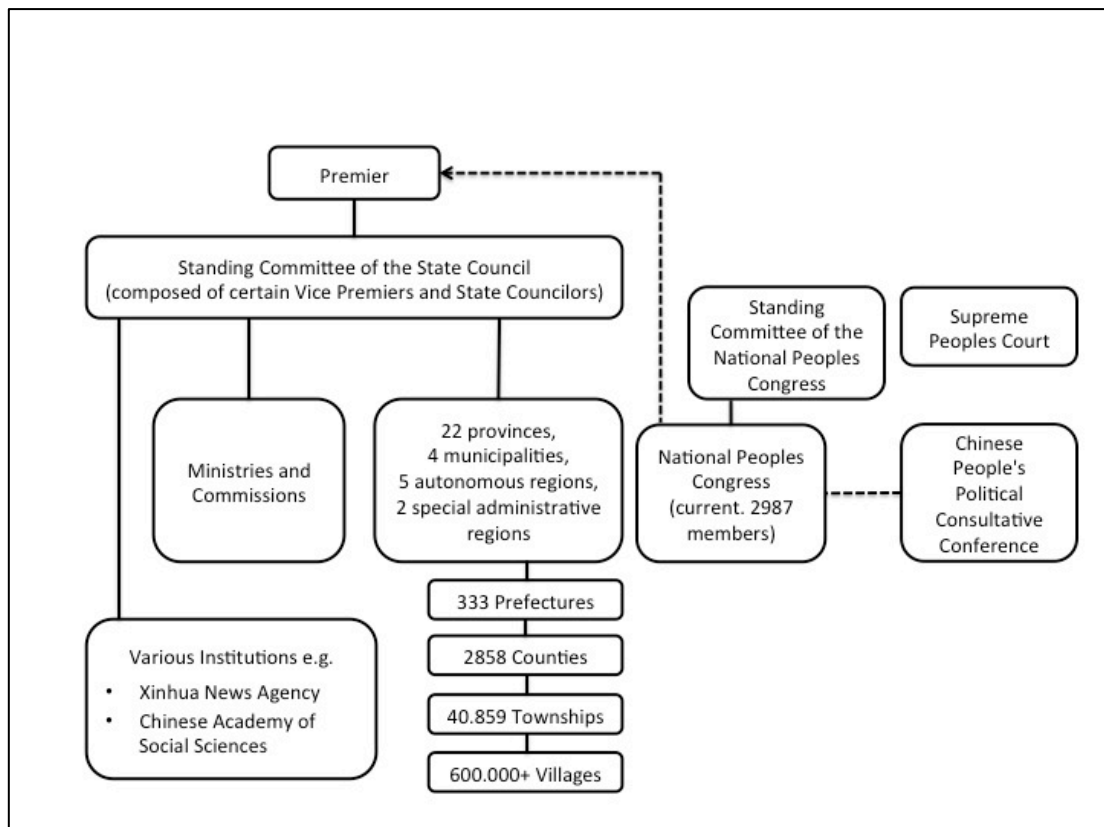 Premier
Standing Committee of the State Council
(composed of certain Vice Premiers and State Councilors)
Standing
Committee of the
National Peoples
Congress
Supreme
Peoples Court
Ministries and
Commissions
22 provinces,
4 municipalities,
5 autonomous regions,
2 special administrative
regions
National Peoples
Congress
(current. 2987
members)
Chinese
People's
Political
Consultative
Conference
333 Prefectures
2858 Counties
40.859 Townships
600.000+ Villages
Various Institutions e.g.
• Xinhua News Agency
• Chinese Academy of
Social Sciences